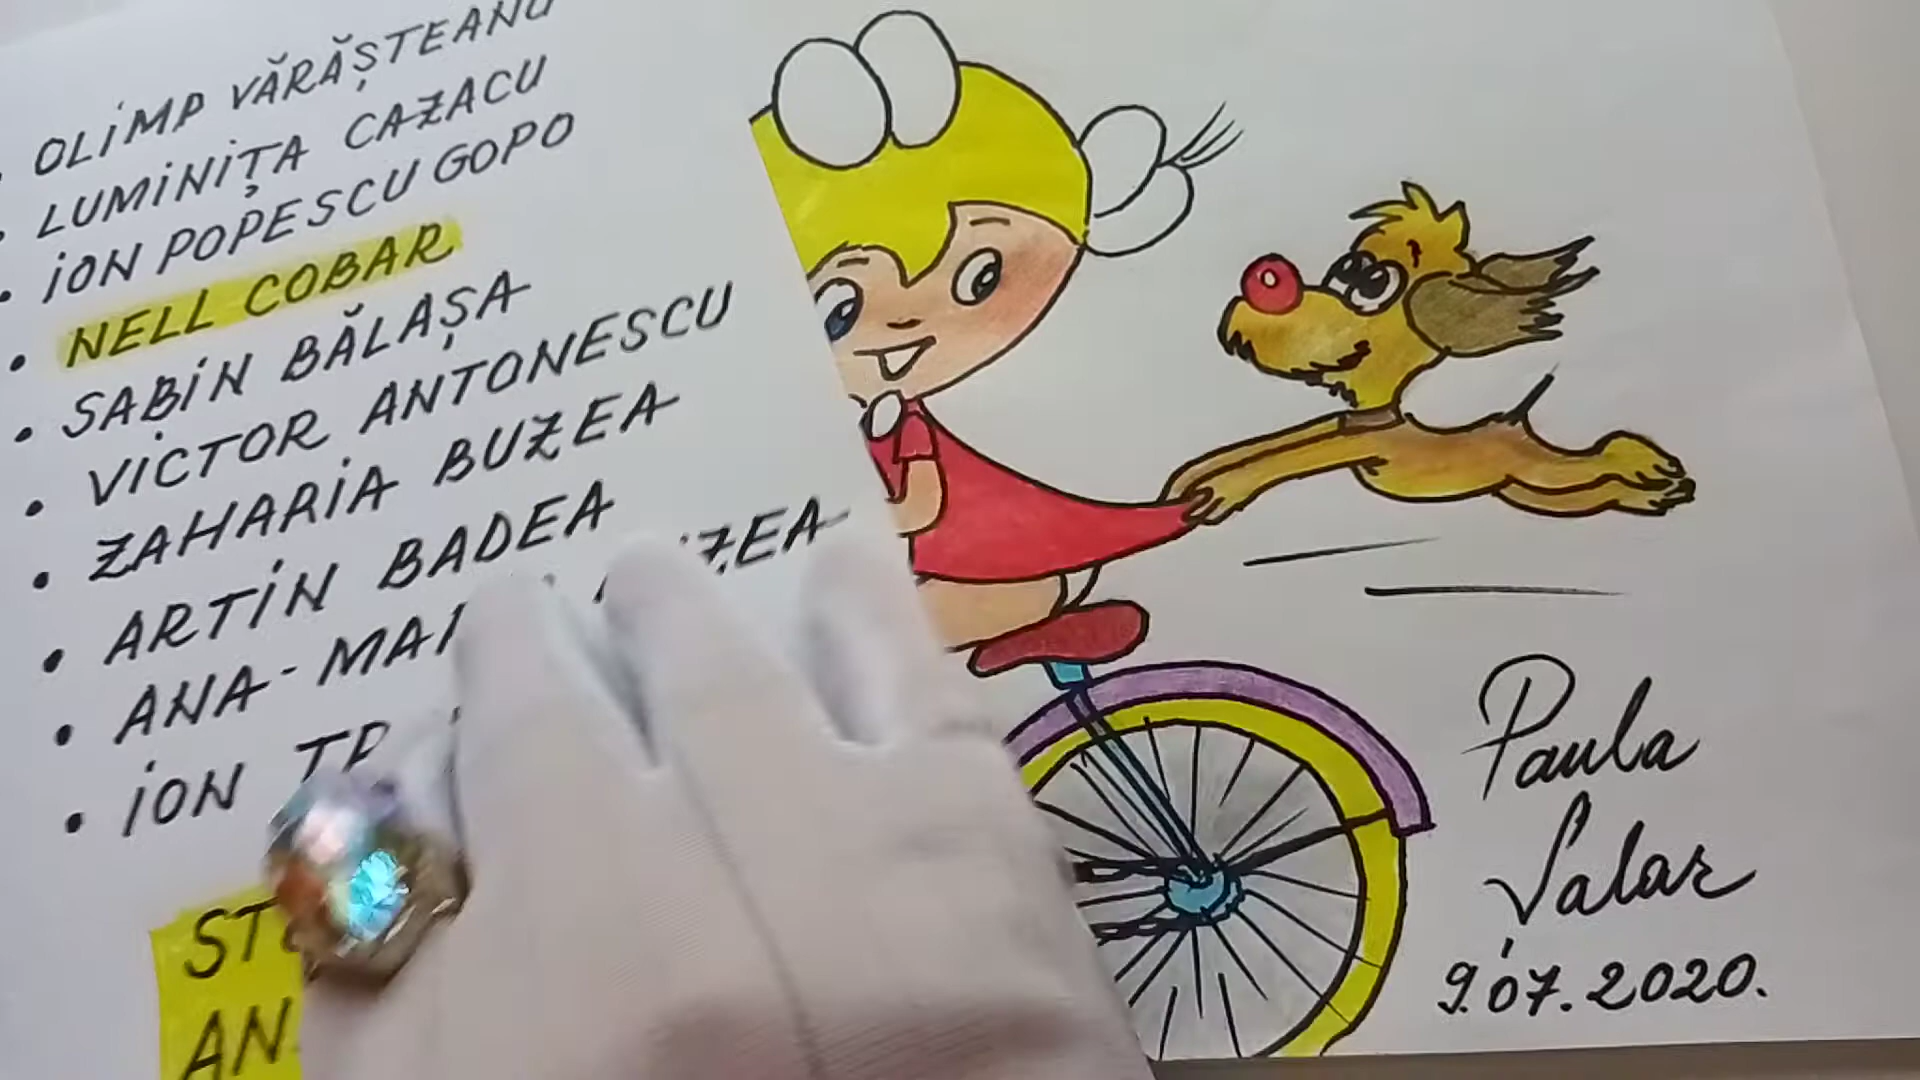 OLIMP VĂRĂȘTEANU
LUMINIȚA CAZACU
ION POPESCU GOPO
NELL COBAR
SABIN BĂLAȘA
VICTOR ANTONESCU
ZAHARIA BUZEA
ARTIN BADEA
ANA-
ION
Paula
Salar
9.07.2020.